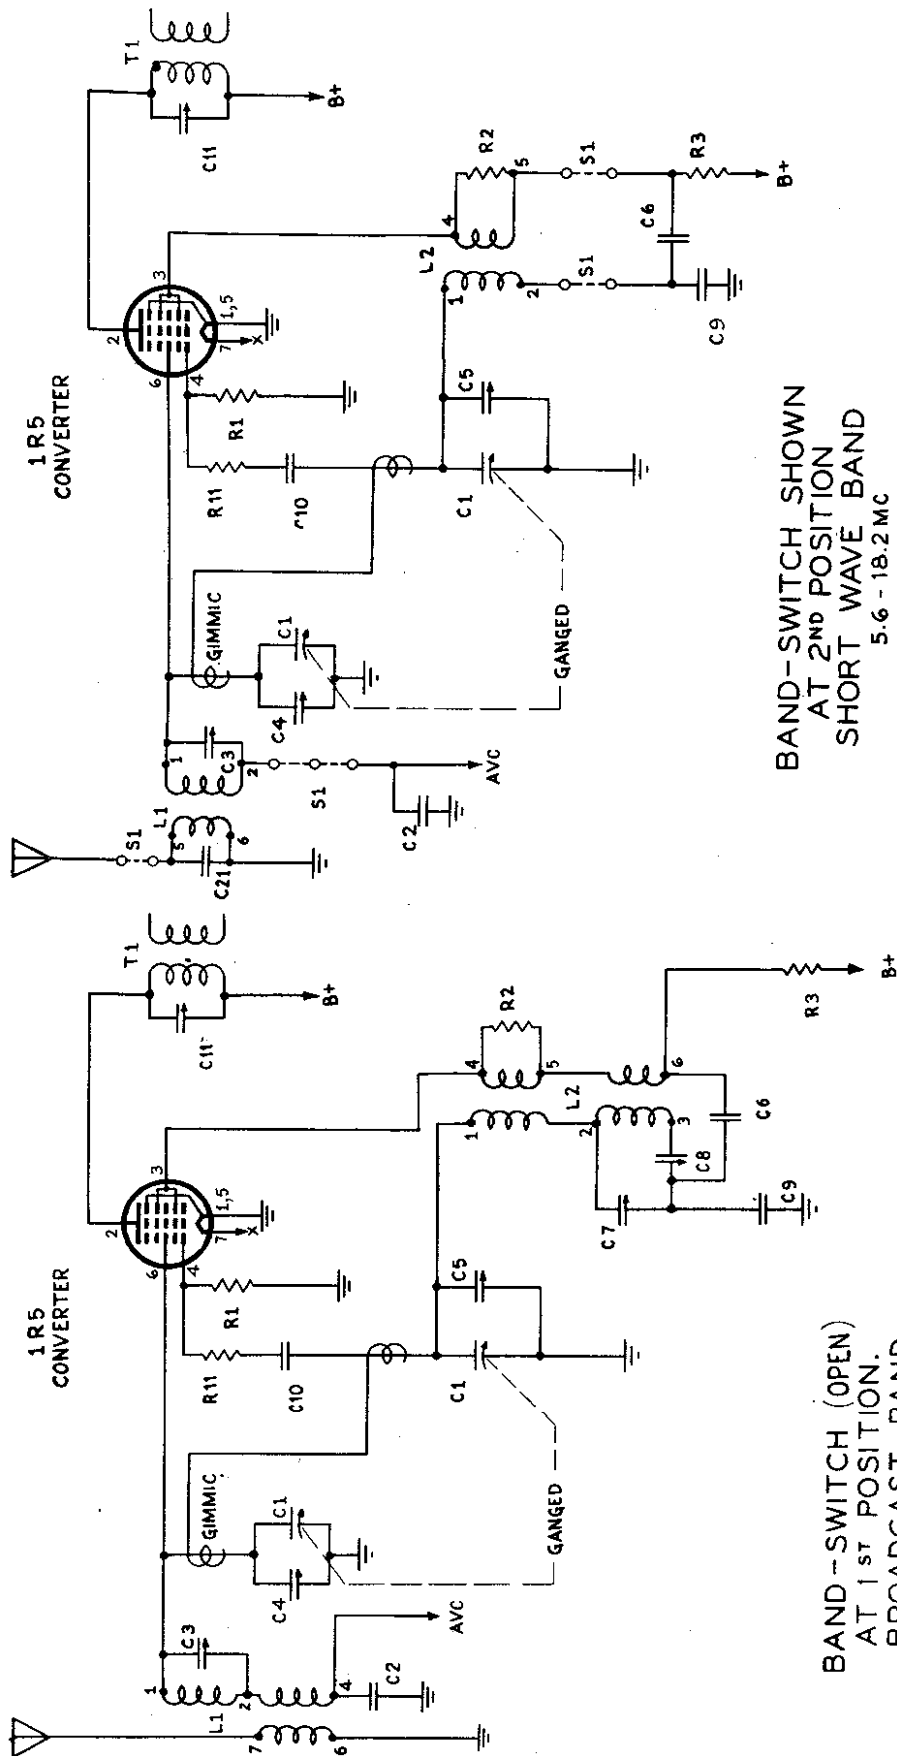 1R5
CONVERTER
T1
C11
B+
2
3
6
4
7
1,5
X
R1
R11
C10
GIMMIC
C4
C1
GANGED
C3
1
2
L1
4
7
6
C2
AVC
C1
C5
4
R2
5
1
L2
6
2
3
C7
C8
C6
C9
R3
B+
BAND-SWITCH (OPEN)
AT 1ST POSITION.
BROADCAST BAND
1R5
CONVERTER
T1
C11
B+
2
3
6
4
7
1,5
X
R1
R11
C10
GIMMIC
C4
C1
GANGED
S1
L1
5
6
C21
1
C3
2
S1
C2
AVC
C1
C5
4
R2
5
L2
1
2
S1
S1
C6
C9
R3
B+
BAND-SWITCH SHOWN
AT 2ND POSITION
SHORT WAVE BAND
5.6-18.2MC